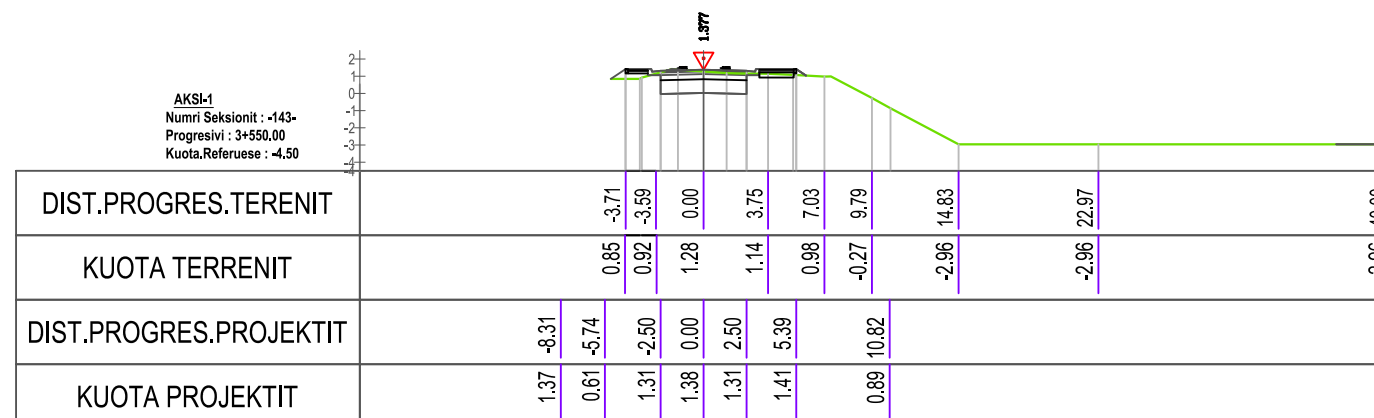 1.377
2
1
0
-1
-2
-3
-4
AKSI-1
Numri Seksionit : -143-
Progresivi : 3+550.00
Kuota.Referuese : -4.50
DIST.PROGRES.TERENIT -3.71 -3.59 0.00 3.75 7.03 9.79 14.83 22.97
KUOTA TERRENIT 0.85 0.92 1.28 1.14 0.98 -0.27 -2.96 -2.96
DIST.PROGRES.PROJEKTIT -8.31 -5.74 -2.50 0.00 2.50 5.39 10.82
KUOTA PROJEKTIT 1.37 0.61 1.31 1.38 1.31 1.41 0.89